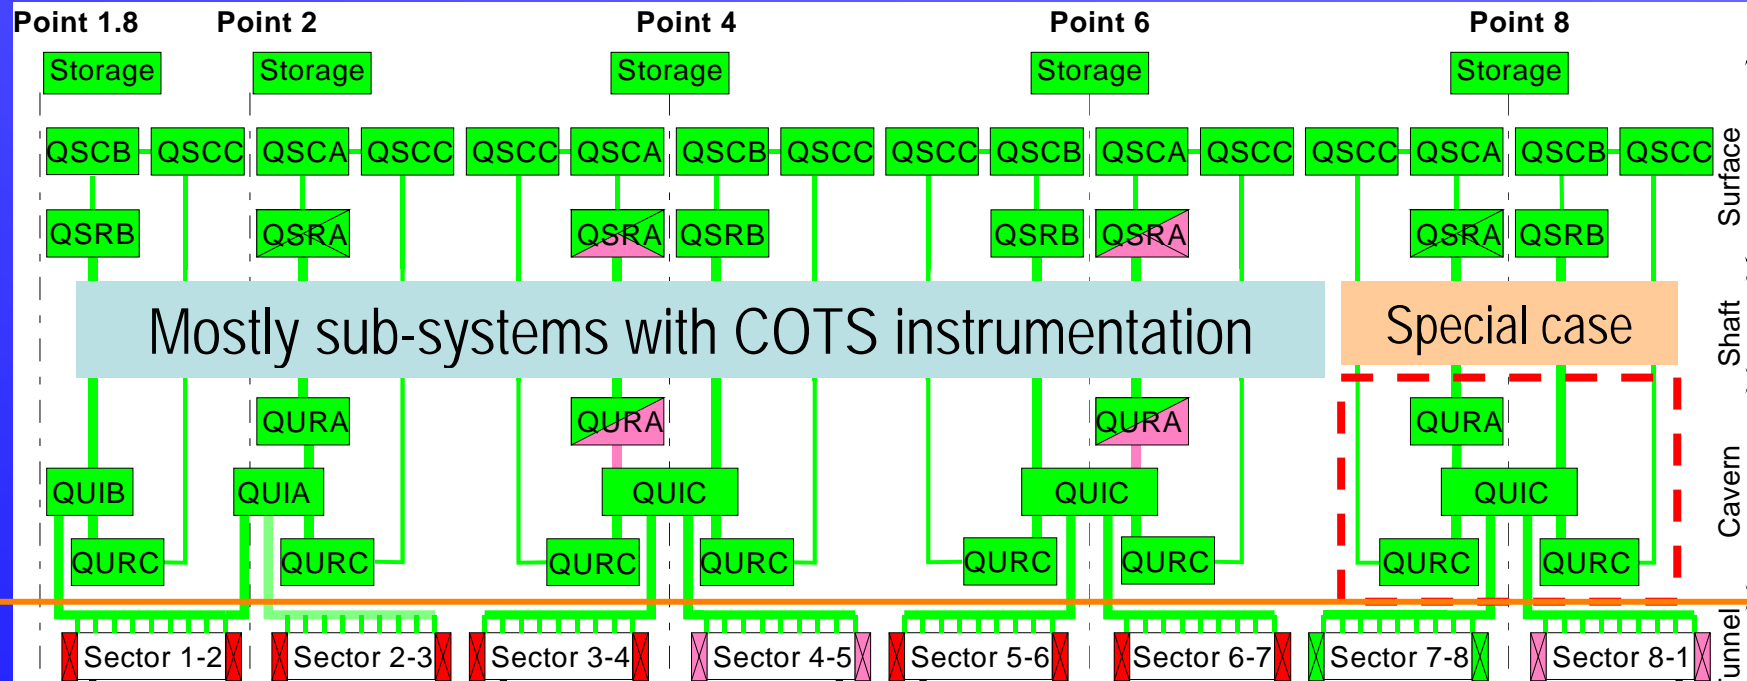 Point 1.8 Point 2 Point 4 Point 6 Point 8
Storage Storage Storage Storage Storage
QSCB QSCC QSCA QSCC QSCC QSCA QSCB QSCC QSCC QSCB QSCA QSCC QSCC QSCA QSCB QSCC
Surface
QSRB QSRA QSRA QSRB QSRB QSRA QSRA QSRB
Mostly sub-systems with COTS instrumentation
Special case
Shaft
QURA QURA QURA QURA
Cavern
QUIB QUIA QUIC QUIC QUIC
QURC QURC QURC QURC QURC QURC QURC QURC
Sector 1-2 Sector 2-3 Sector 3-4 Sector 4-5 Sector 5-6 Sector 6-7 Sector 7-8 Sector 8-1
unnel